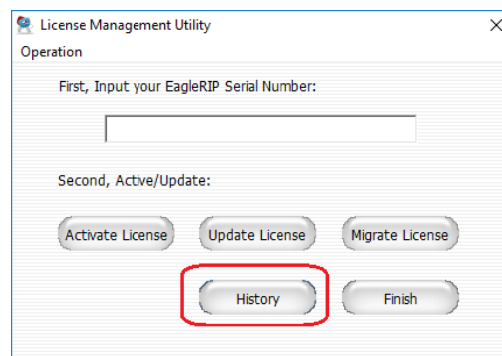 License Management Utility
Operation
First, Input your EagleRIP Serial Number:
Second, Active/Update:
Activate License Update License Migrate License
History Finish